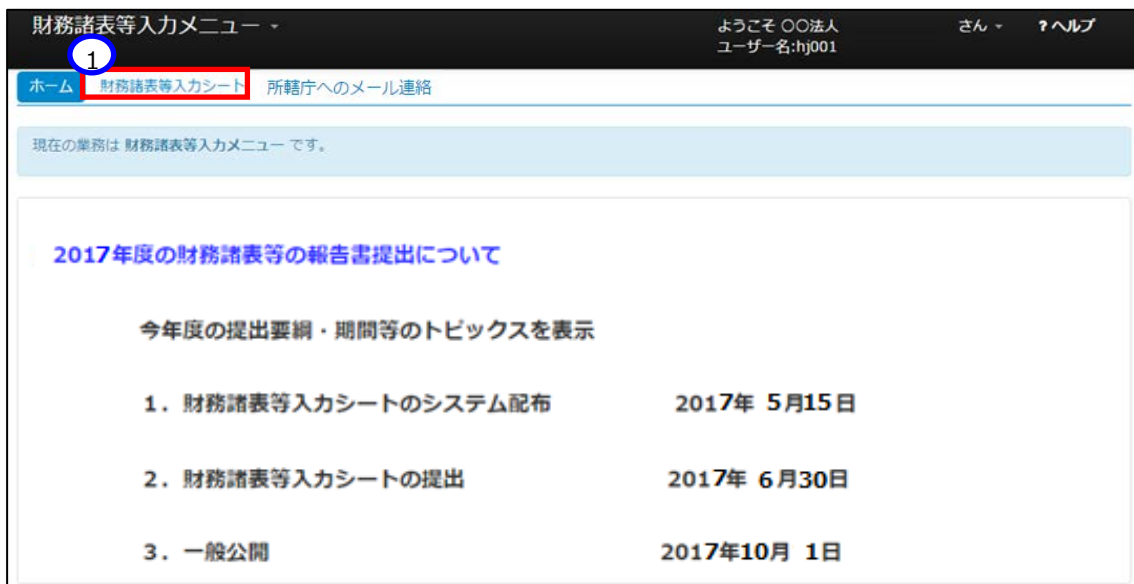 財務諸表等入力メニュー
ようこそ 〇〇法人 さん
ユーザー名:hj001
?ヘルプ
1
ホーム 財務諸表等入力シート 所轄庁へのメール連絡
現在の業務は 財務諸表等入力メニュー です。
2017年度の財務諸表等の報告書提出について
今年度の提出要綱・期間等のトピックスを表示
1．財務諸表等入力シートのシステム配布 2017年 5月15日
2．財務諸表等入力シートの提出 2017年 6月30日
3．一般公開 2017年10月 1日